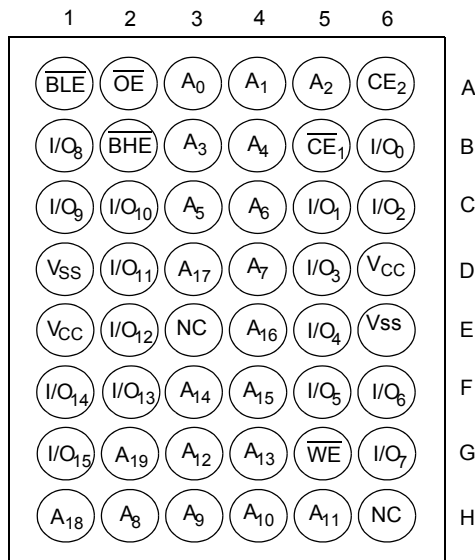 1 2 3 4 5 6
BLE OE A0 A1 A2 CE2 A
I/O8 BHE A3 A4 CE1 I/O0 B
I/O9 I/O10 A5 A6 I/O1 I/O2 C
VSS I/O11 A17 A7 I/O3 VCC D
VCC I/O12 NC A16 I/O4 Vss E
I/O14 I/O13 A14 A15 I/O5 I/O6 F
I/O15 A19 A12 A13 WE I/O7 G
A18 A8 A9 A10 A11 NC H